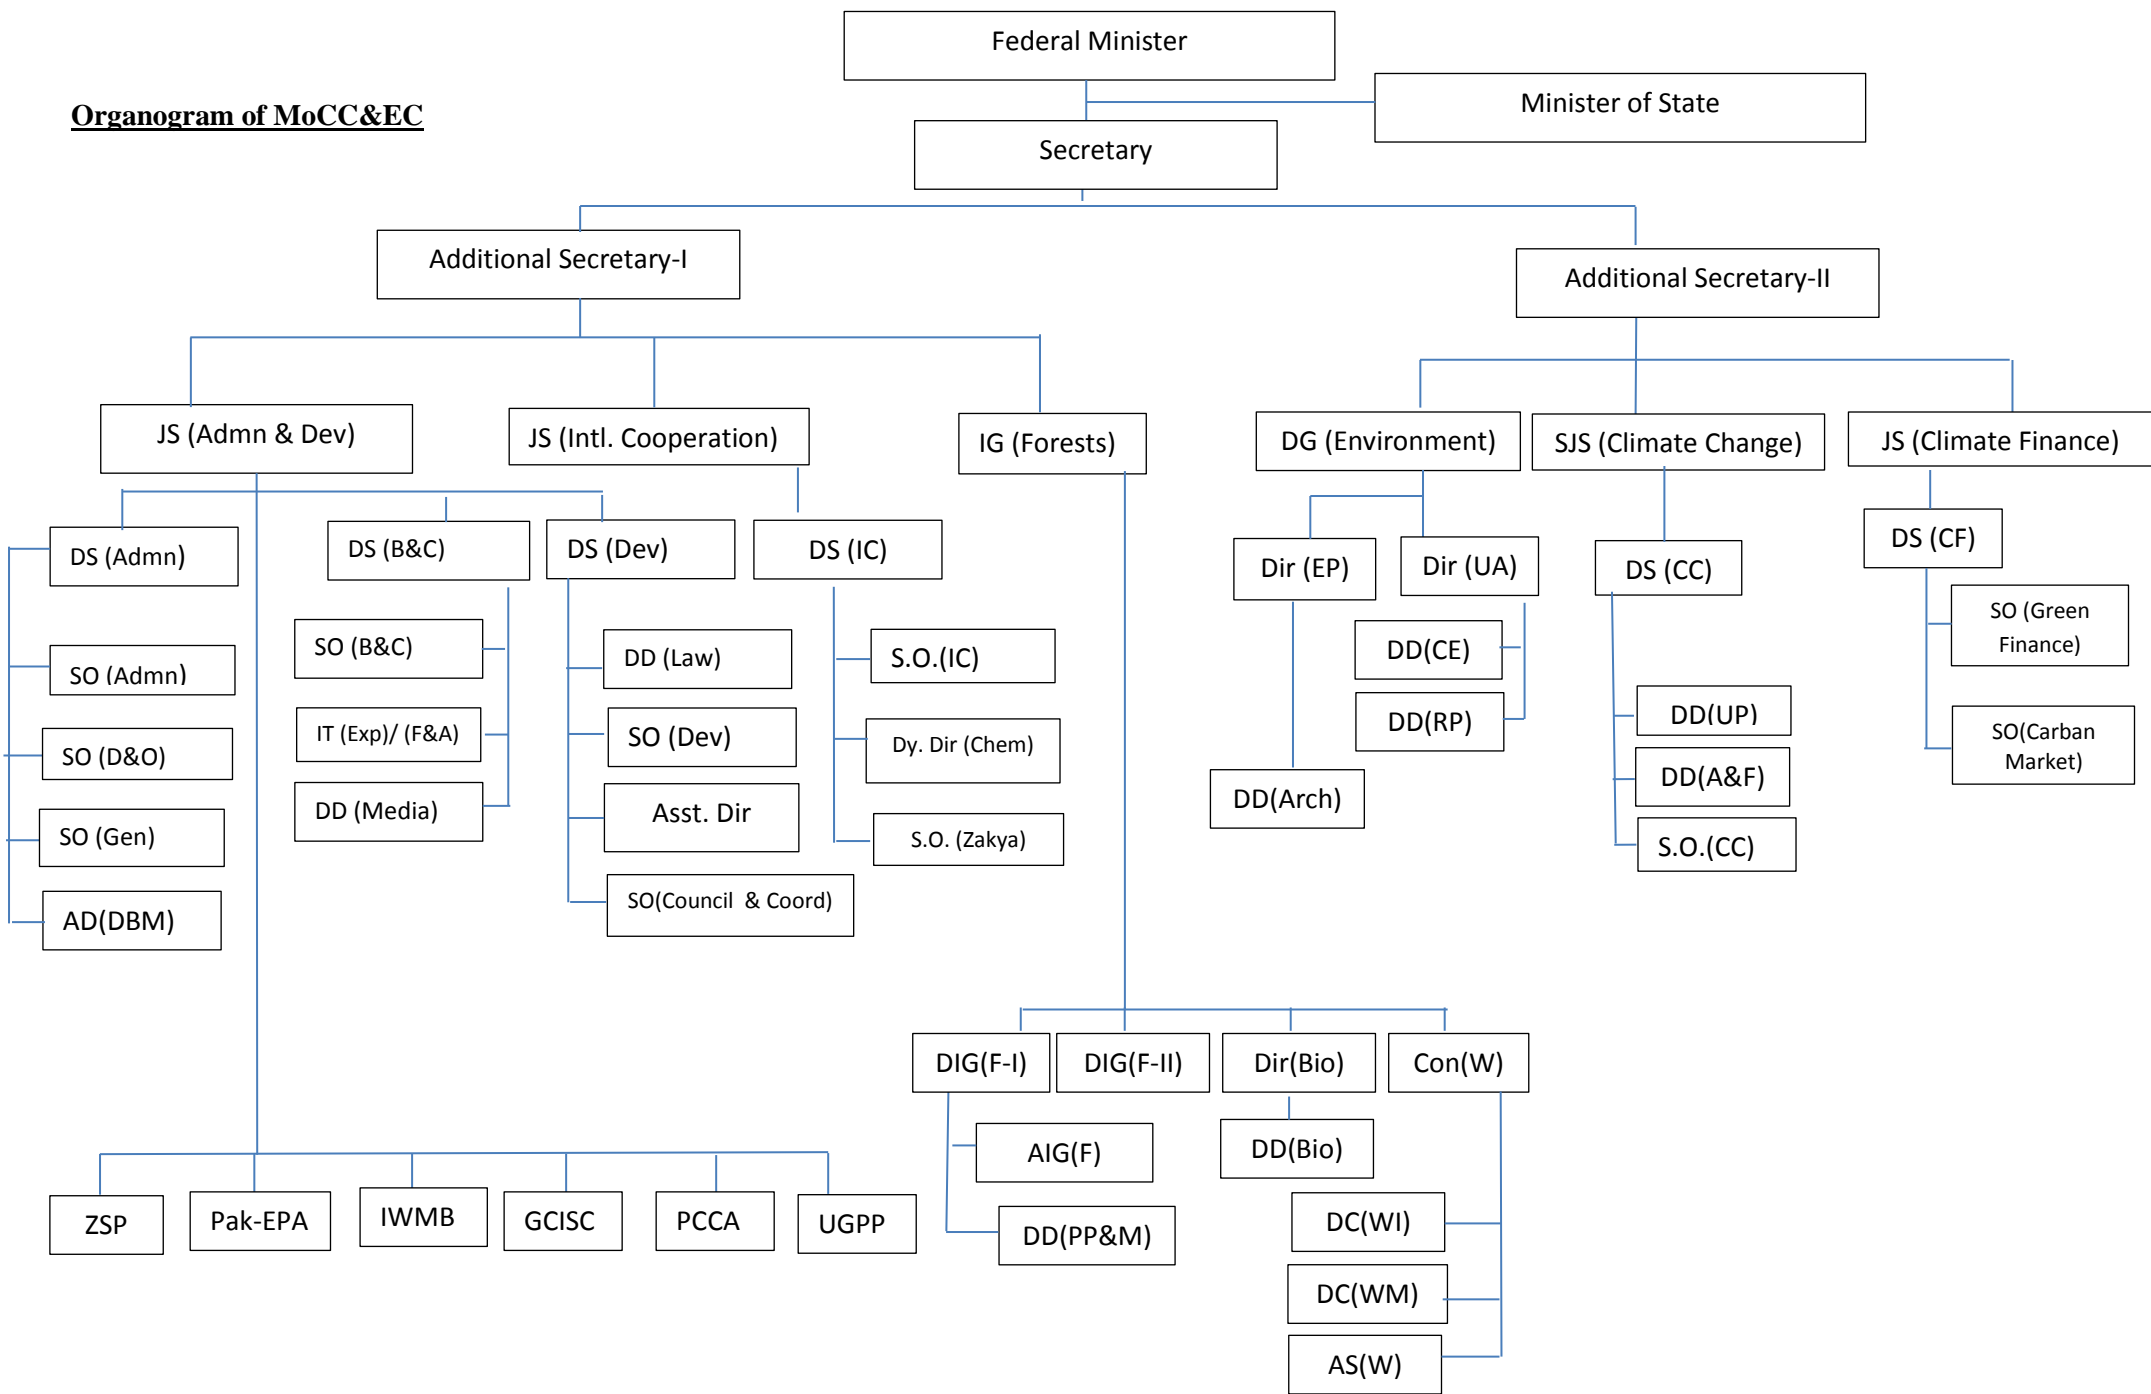 Federal Minister
Minister of State
Organogram of MoCC&EC
Secretary
Additional Secretary-I
Additional Secretary-II
JS (Admn & Dev)
JS (Intl. Cooperation)
IG (Forests)
DG (Environment)
SJS (Climate Change)
JS (Climate Finance)
DS (Admn)
DS (B&C)
DS (Dev)
DS (IC)
Dir (EP)
Dir (UA)
DS (CC)
DS (CF)
SO (Green
Finance)
SO (B&C)
DD (Law)
S.O.(IC)
DD(CE)
SO (Admn)
IT (Exp)/ (F&A)
SO (Dev)
Dy. Dir (Chem)
DD(RP)
DD(UP)
SO(Carban
Market)
SO (D&O)
DD (Media)
Asst. Dir
DD(Arch)
DD(A&F)
SO (Gen)
S.O. (Zakya)
S.O.(CC)
AD(DBM)
SO(Council & Coord)
DIG(F-I)
DIG(F-II)
Dir(Bio)
Con(W)
AIG(F)
DD(Bio)
ZSP
Pak-EPA
IWMB
GCISC
PCCA
UGPP
DD(PP&M)
DC(WI)
DC(WM)
AS(W)